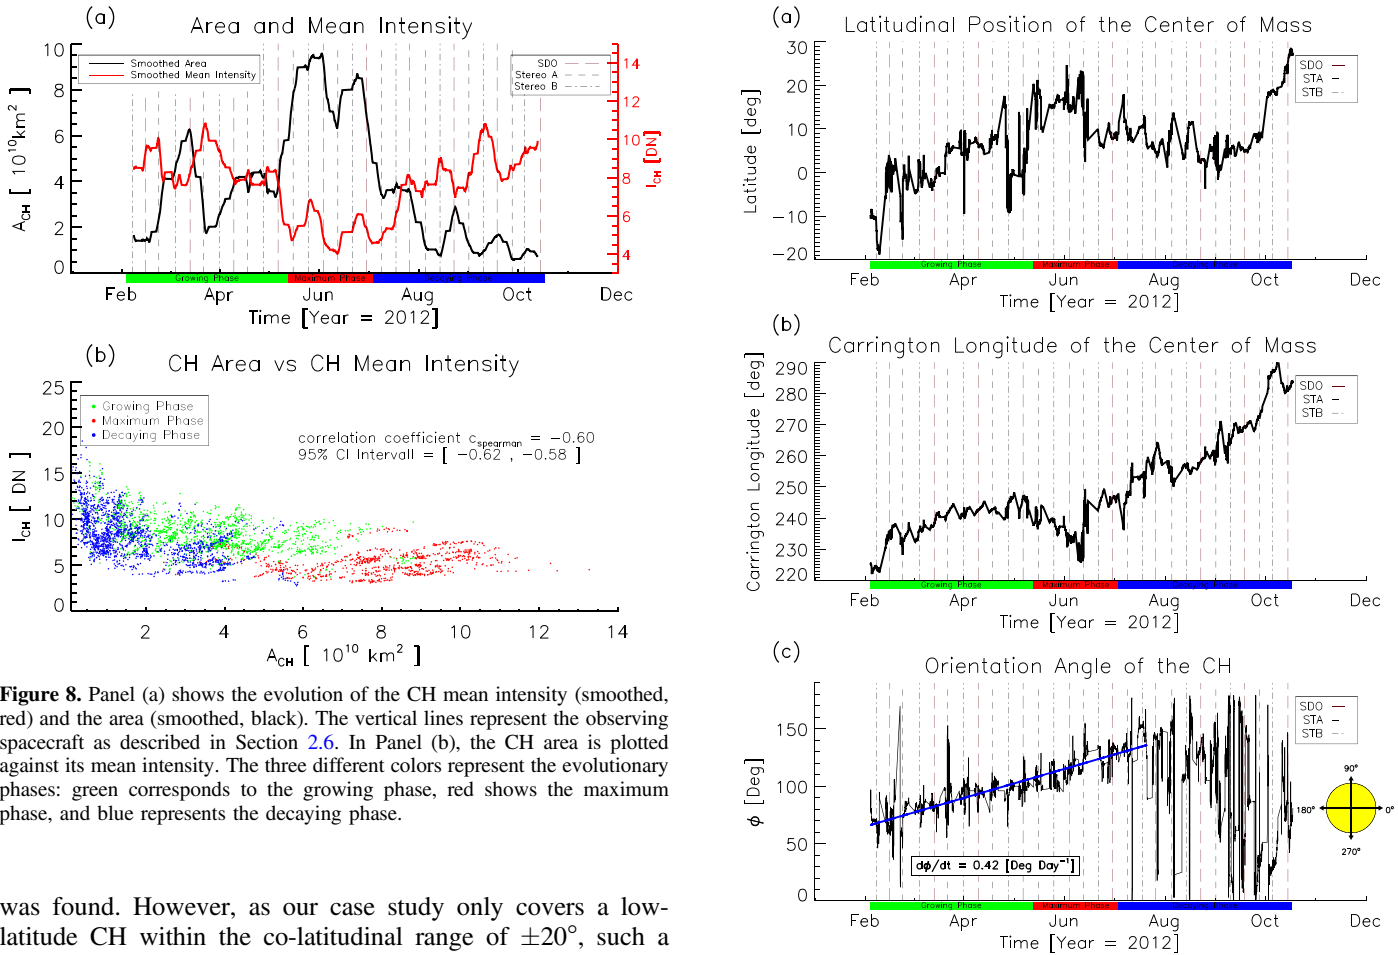 (a)
Area and Mean Intensity
Smoothed Area
Smoothed Mean Intensity
SDO
Stereo A
Stereo B
A_CH [ 10^10 km^2 ]
10
8
6
4
2
0
I_CH [DN]
14
12
10
8
6
4
Growing Phase
Maximum Phase
Decaying Phase
Feb Apr Jun Aug Oct Dec
Time [Year = 2012]
(b)
CH Area vs CH Mean Intensity
Growing Phase
Maximum Phase
Decaying Phase
correlation coefficient c_spearman = −0.60
95% CI Intervall = [ −0.62 , −0.58 ]
I_CH [ DN ]
25
20
15
10
5
0
2 4 6 8 10 12 14
A_CH [ 10^10 km^2 ]
Figure 8. Panel (a) shows the evolution of the CH mean intensity (smoothed,
red) and the area (smoothed, black). The vertical lines represent the observing
spacecraft as described in Section 2.6. In Panel (b), the CH area is plotted
against its mean intensity. The three different colors represent the evolutionary
phases: green corresponds to the growing phase, red shows the maximum
phase, and blue represents the decaying phase.
was found. However, as our case study only covers a low-
latitude CH within the co-latitudinal range of ±20°, such a
(a)
Latitudinal Position of the Center of Mass
SDO
STA
STB
Latitude [deg]
30
20
10
0
−10
−20
Growing Phase
Maximum Phase
Decaying Phase
Feb Apr Jun Aug Oct Dec
Time [Year = 2012]
(b)
Carrington Longitude of the Center of Mass
SDO
STA
STB
Carrington Longitude [deg]
290
280
270
260
250
240
230
220
Growing Phase
Maximum Phase
Decaying Phase
Feb Apr Jun Aug Oct Dec
Time [Year = 2012]
(c)
Orientation Angle of the CH
SDO
STA
STB
ϕ [Deg]
150
100
50
0
dϕ/dt = 0.42 [Deg Day^−1]
90°
180°
0°
270°
Growing Phase
Maximum Phase
Decaying Phase
Feb Apr Jun Aug Oct Dec
Time [Year = 2012]